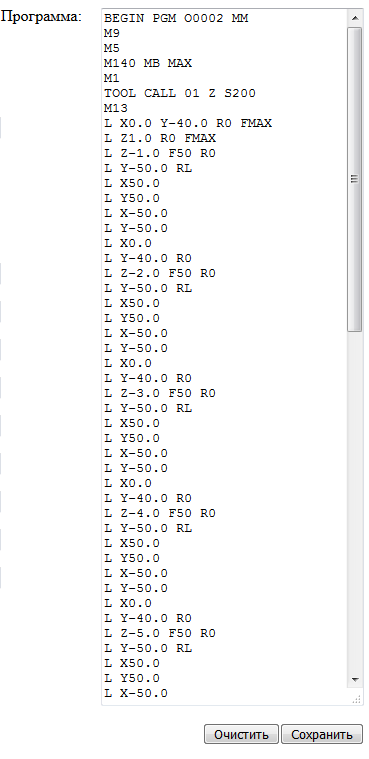 Программа:
BEGIN PGM O0002 MM
M9
M5
M140 MB MAX
M1
TOOL CALL 01 Z S200
M13
L X0.0 Y-40.0 R0 FMAX
L Z1.0 R0 FMAX
L Z-1.0 F50 R0
L Y-50.0 RL
L X50.0
L Y50.0
L X-50.0
L Y-50.0
L X0.0
L Y-40.0 R0
L Z-2.0 F50 R0
L Y-50.0 RL
L X50.0
L Y50.0
L X-50.0
L Y-50.0
L X0.0
L Y-40.0 R0
L Z-3.0 F50 R0
L Y-50.0 RL
L X50.0
L Y50.0
L X-50.0
L Y-50.0
L X0.0
L Y-40.0 R0
L Z-4.0 F50 R0
L Y-50.0 RL
L X50.0
L Y50.0
L X-50.0
L Y-50.0
L X0.0
L Y-40.0 R0
L Z-5.0 F50 R0
L Y-50.0 RL
L X50.0
L Y50.0
L X-50.0
Очистить Сохранить